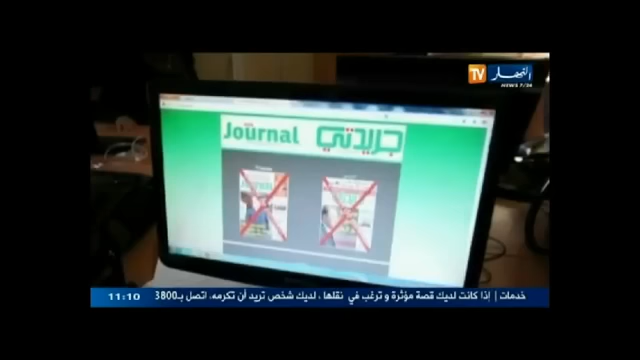 النهار TV
NEWS 7/24
Journal جريدتي
11:10 خدمات | إذا كانت لديك قصة مؤثرة و ترغب في نقلها ، لديك شخص تريد أن تكرمه، اتصل بـ3800